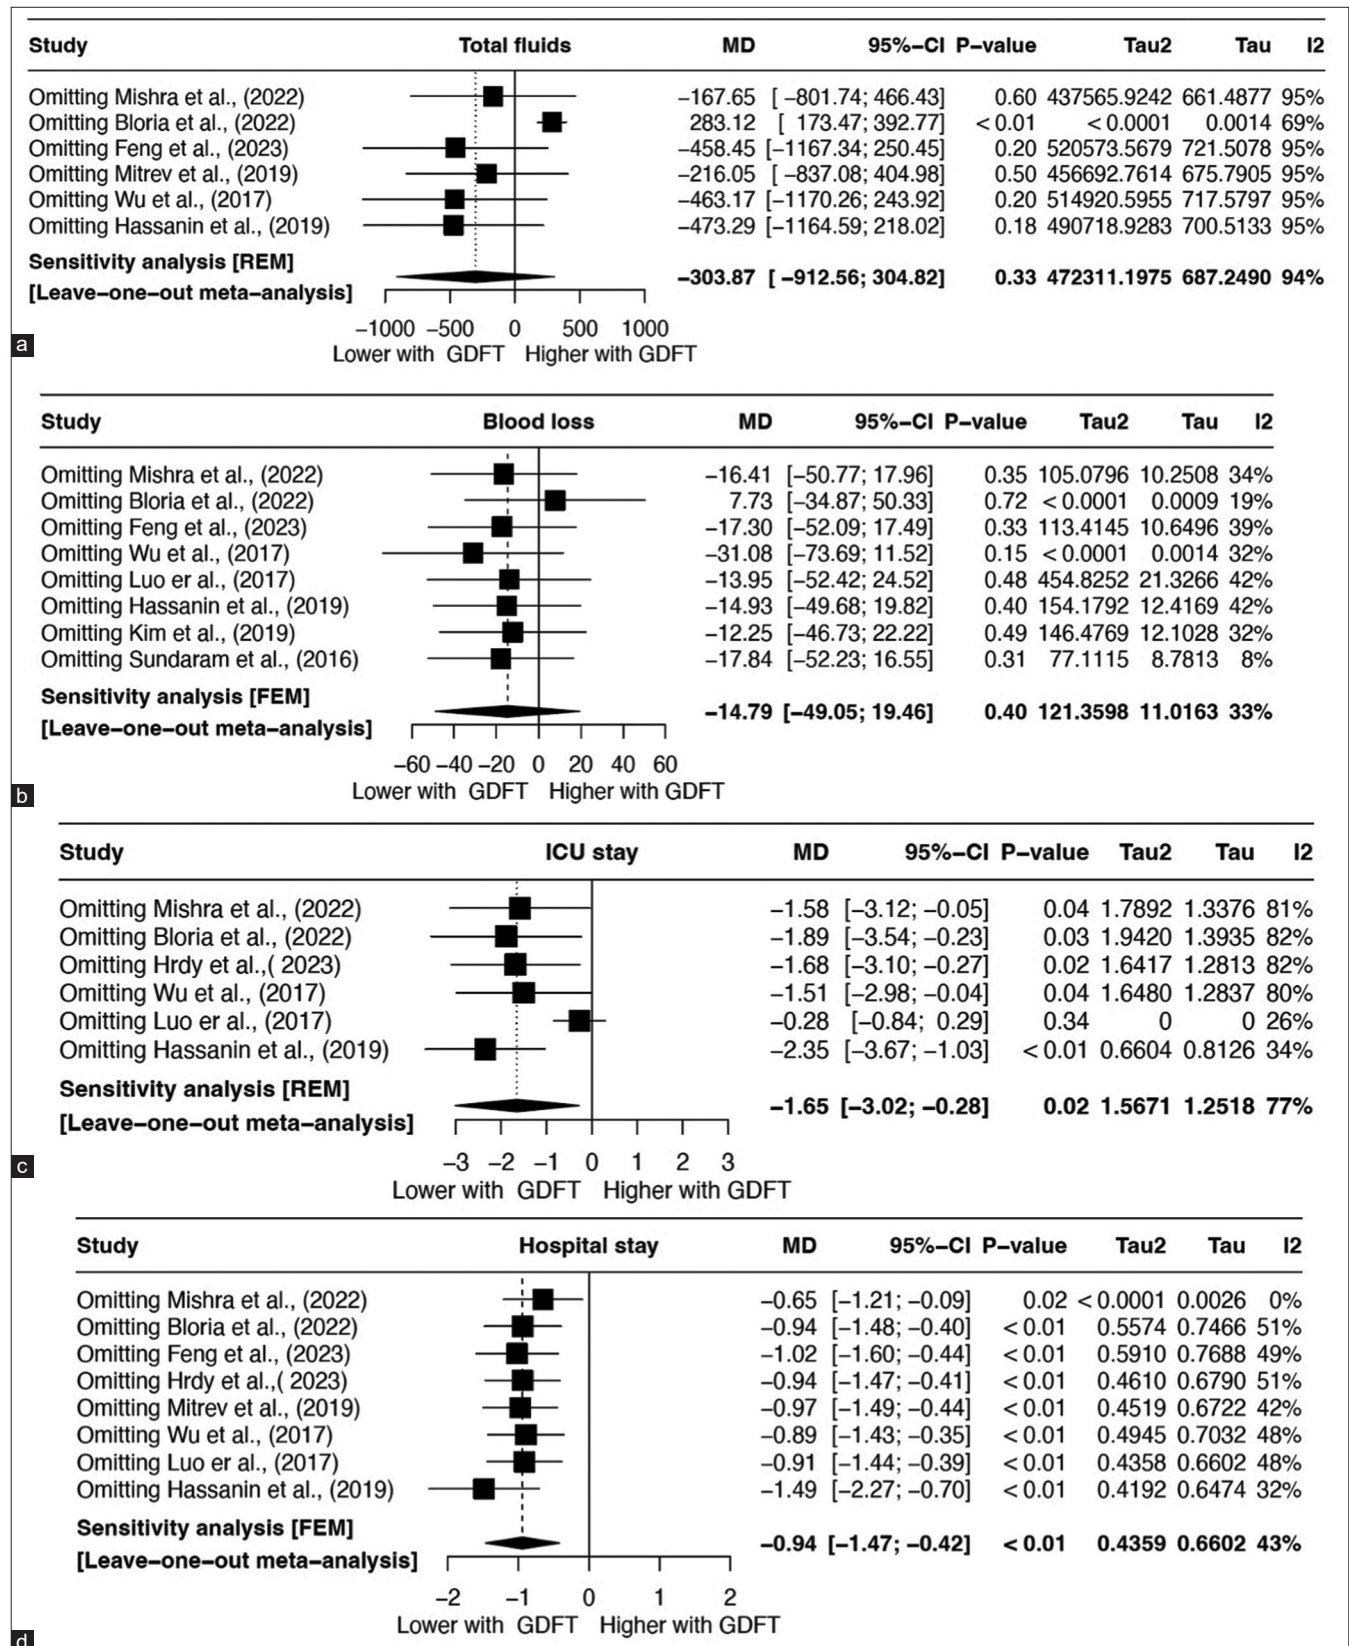 Study Total fluids MD 95%−CI P−value Tau2 Tau I2
Omitting Mishra et al., (2022) −167.65 [ −801.74; 466.43] 0.60 437565.9242 661.4877 95%
Omitting Bloria et al., (2022) 283.12 [ 173.47; 392.77] < 0.01 < 0.0001 0.0014 69%
Omitting Feng et al., (2023) −458.45 [−1167.34; 250.45] 0.20 520573.5679 721.5078 95%
Omitting Mitrev et al., (2019) −216.05 [ −837.08; 404.98] 0.50 456692.7614 675.7905 95%
Omitting Wu et al., (2017) −463.17 [−1170.26; 243.92] 0.20 514920.5955 717.5797 95%
Omitting Hassanin et al., (2019) −473.29 [−1164.59; 218.02] 0.18 490718.9283 700.5133 95%
Sensitivity analysis [REM]
[Leave−one−out meta−analysis] −303.87 [ −912.56; 304.82] 0.33 472311.1975 687.2490 94%
−1000 −500 0 500 1000
Lower with GDFT Higher with GDFT
a
Study Blood loss MD 95%−CI P−value Tau2 Tau I2
Omitting Mishra et al., (2022) −16.41 [−50.77; 17.96] 0.35 105.0796 10.2508 34%
Omitting Bloria et al., (2022) 7.73 [−34.87; 50.33] 0.72 < 0.0001 0.0009 19%
Omitting Feng et al., (2023) −17.30 [−52.09; 17.49] 0.33 113.4145 10.6496 39%
Omitting Wu et al., (2017) −31.08 [−73.69; 11.52] 0.15 < 0.0001 0.0014 32%
Omitting Luo er al., (2017) −13.95 [−52.42; 24.52] 0.48 454.8252 21.3266 42%
Omitting Hassanin et al., (2019) −14.93 [−49.68; 19.82] 0.40 154.1792 12.4169 42%
Omitting Kim et al., (2019) −12.25 [−46.73; 22.22] 0.49 146.4769 12.1028 32%
Omitting Sundaram et al., (2016) −17.84 [−52.23; 16.55] 0.31 77.1115 8.7813 8%
Sensitivity analysis [FEM]
[Leave−one−out meta−analysis] −14.79 [−49.05; 19.46] 0.40 121.3598 11.0163 33%
−60 −40 −20 0 20 40 60
Lower with GDFT Higher with GDFT
b
Study ICU stay MD 95%−CI P−value Tau2 Tau I2
Omitting Mishra et al., (2022) −1.58 [−3.12; −0.05] 0.04 1.7892 1.3376 81%
Omitting Bloria et al., (2022) −1.89 [−3.54; −0.23] 0.03 1.9420 1.3935 82%
Omitting Hrdy et al.,( 2023) −1.68 [−3.10; −0.27] 0.02 1.6417 1.2813 82%
Omitting Wu et al., (2017) −1.51 [−2.98; −0.04] 0.04 1.6480 1.2837 80%
Omitting Luo er al., (2017) −0.28 [−0.84; 0.29] 0.34 0 0 26%
Omitting Hassanin et al., (2019) −2.35 [−3.67; −1.03] < 0.01 0.6604 0.8126 34%
Sensitivity analysis [REM]
[Leave−one−out meta−analysis] −1.65 [−3.02; −0.28] 0.02 1.5671 1.2518 77%
−3 −2 −1 0 1 2 3
Lower with GDFT Higher with GDFT
c
Study Hospital stay MD 95%−CI P−value Tau2 Tau I2
Omitting Mishra et al., (2022) −0.65 [−1.21; −0.09] 0.02 < 0.0001 0.0026 0%
Omitting Bloria et al., (2022) −0.94 [−1.48; −0.40] < 0.01 0.5574 0.7466 51%
Omitting Feng et al., (2023) −1.02 [−1.60; −0.44] < 0.01 0.5910 0.7688 49%
Omitting Hrdy et al.,( 2023) −0.94 [−1.47; −0.41] < 0.01 0.4610 0.6790 51%
Omitting Mitrev et al., (2019) −0.97 [−1.49; −0.44] < 0.01 0.4519 0.6722 42%
Omitting Wu et al., (2017) −0.89 [−1.43; −0.35] < 0.01 0.4945 0.7032 48%
Omitting Luo er al., (2017) −0.91 [−1.44; −0.39] < 0.01 0.4358 0.6602 48%
Omitting Hassanin et al., (2019) −1.49 [−2.27; −0.70] < 0.01 0.4192 0.6474 32%
Sensitivity analysis [FEM]
[Leave−one−out meta−analysis] −0.94 [−1.47; −0.42] < 0.01 0.4359 0.6602 43%
−2 −1 0 1 2
Lower with GDFT Higher with GDFT
d